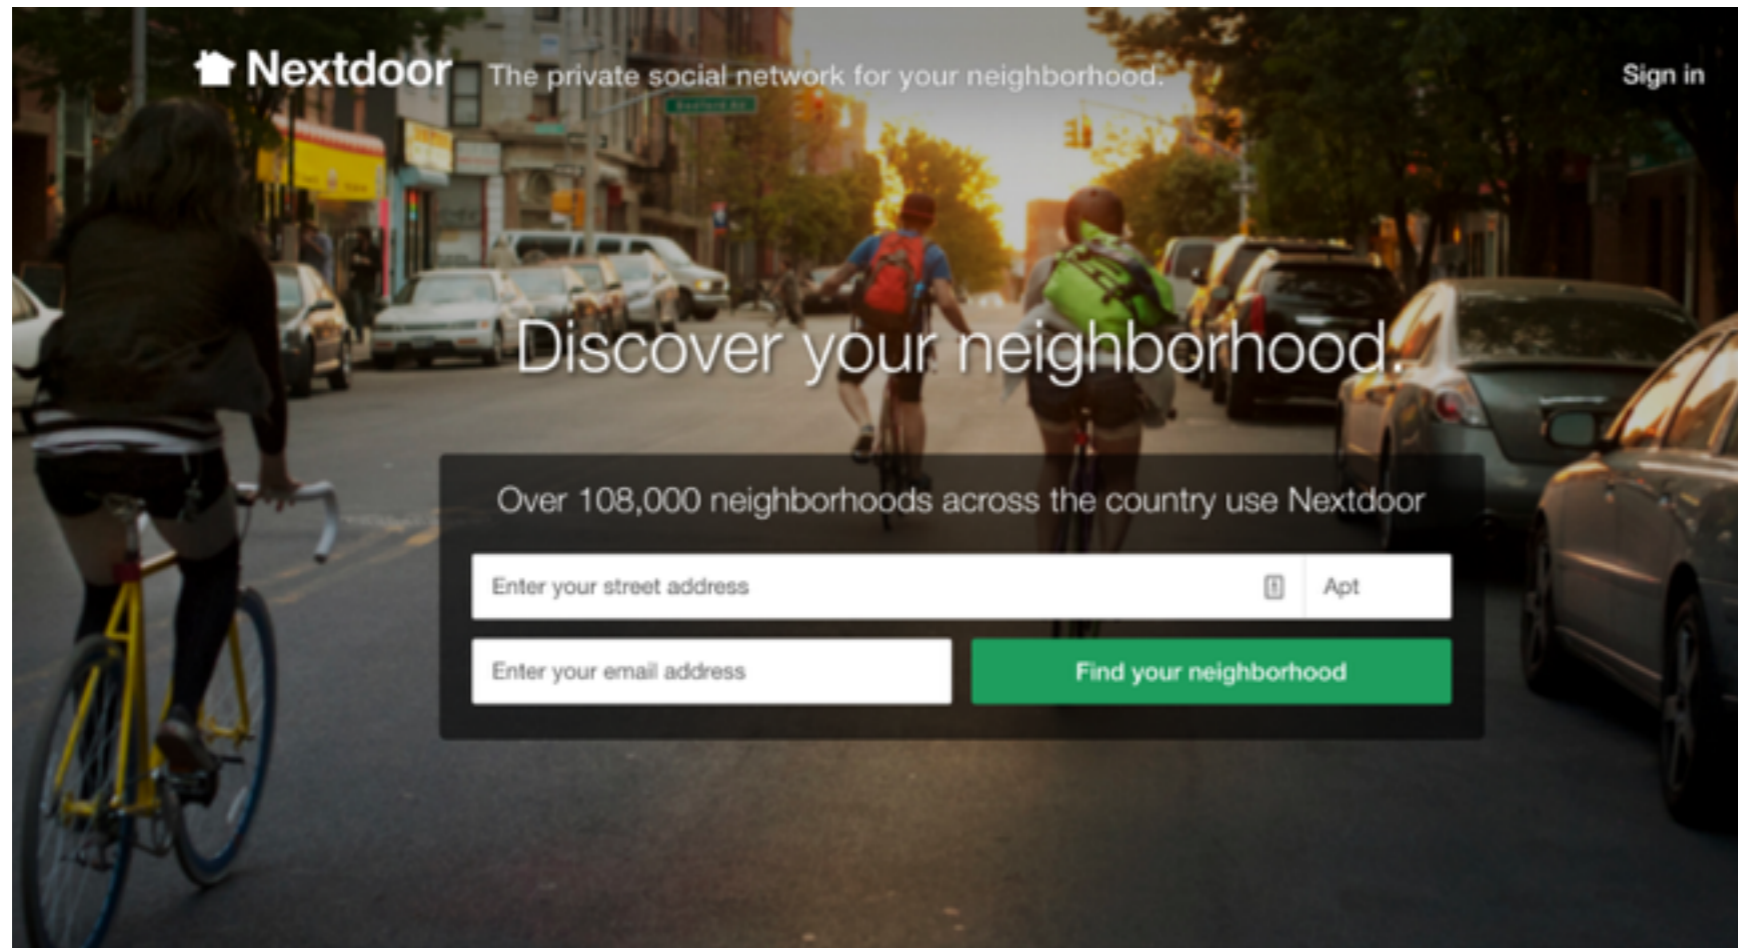 Nextdoor
The private social network for your neighborhood.
Sign in
Discover your neighborhood.
Over 108,000 neighborhoods across the country use Nextdoor
Enter your street address
Apt
Enter your email address
Find your neighborhood